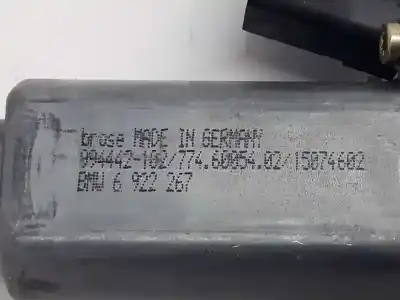 brose MADE IN GERMANY
994442-102/774.60054.02/15074602
BMW 6 922 267